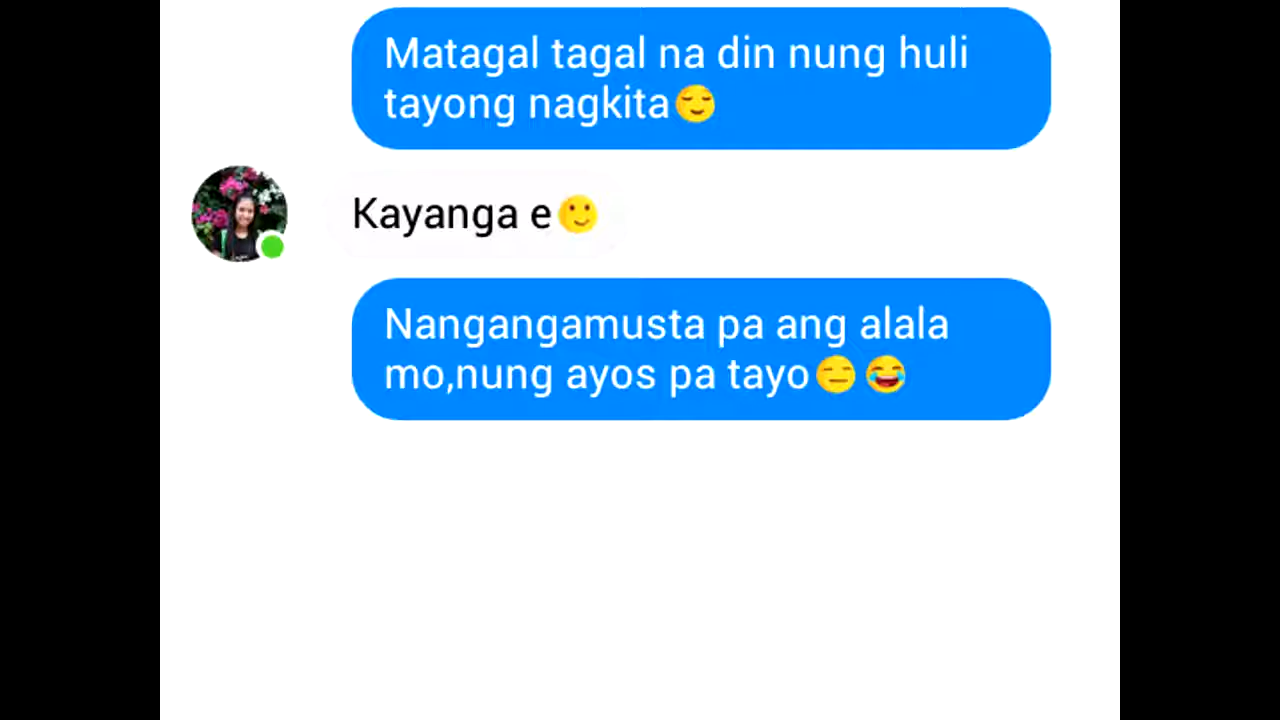 Matagal tagal na din nung huli
tayong nagkita😌
Kayanga e🙂
Nangangamusta pa ang alala
mo,nung ayos pa tayo😑😂